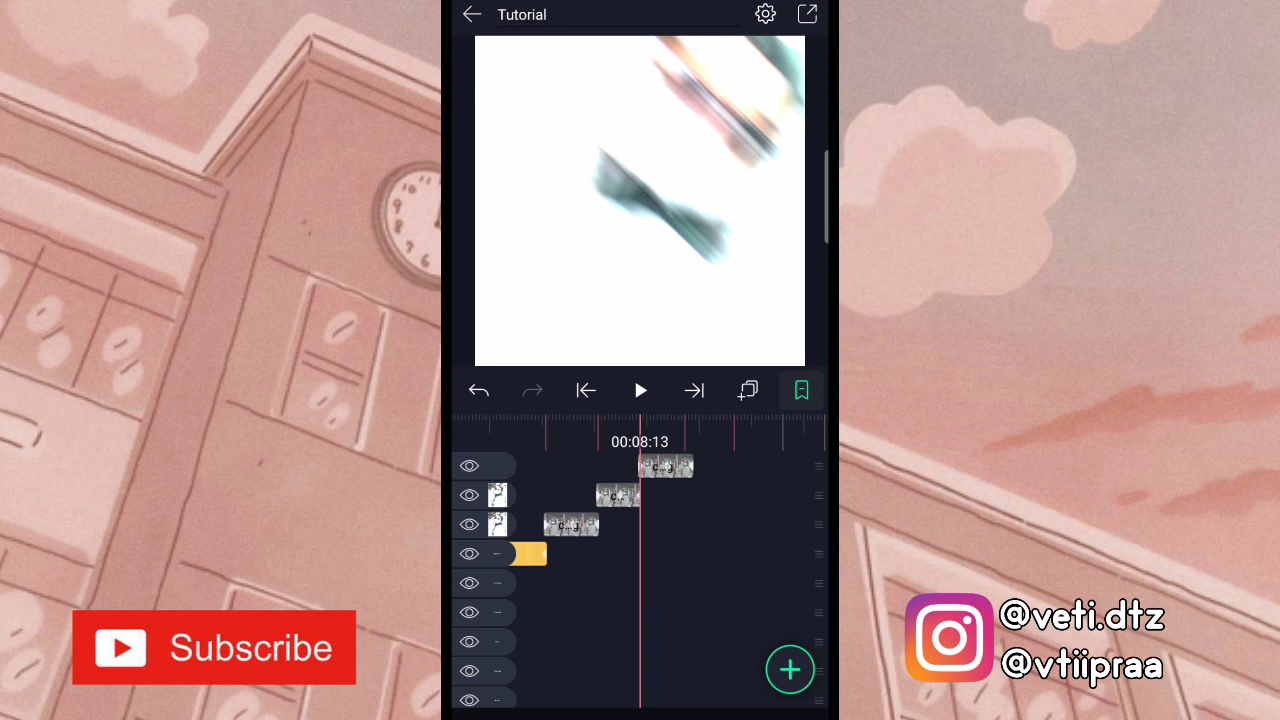 Tutorial
00:08:13
c...g
c...
c...g
Subscribe
@veti.dtz
@vtiipraa